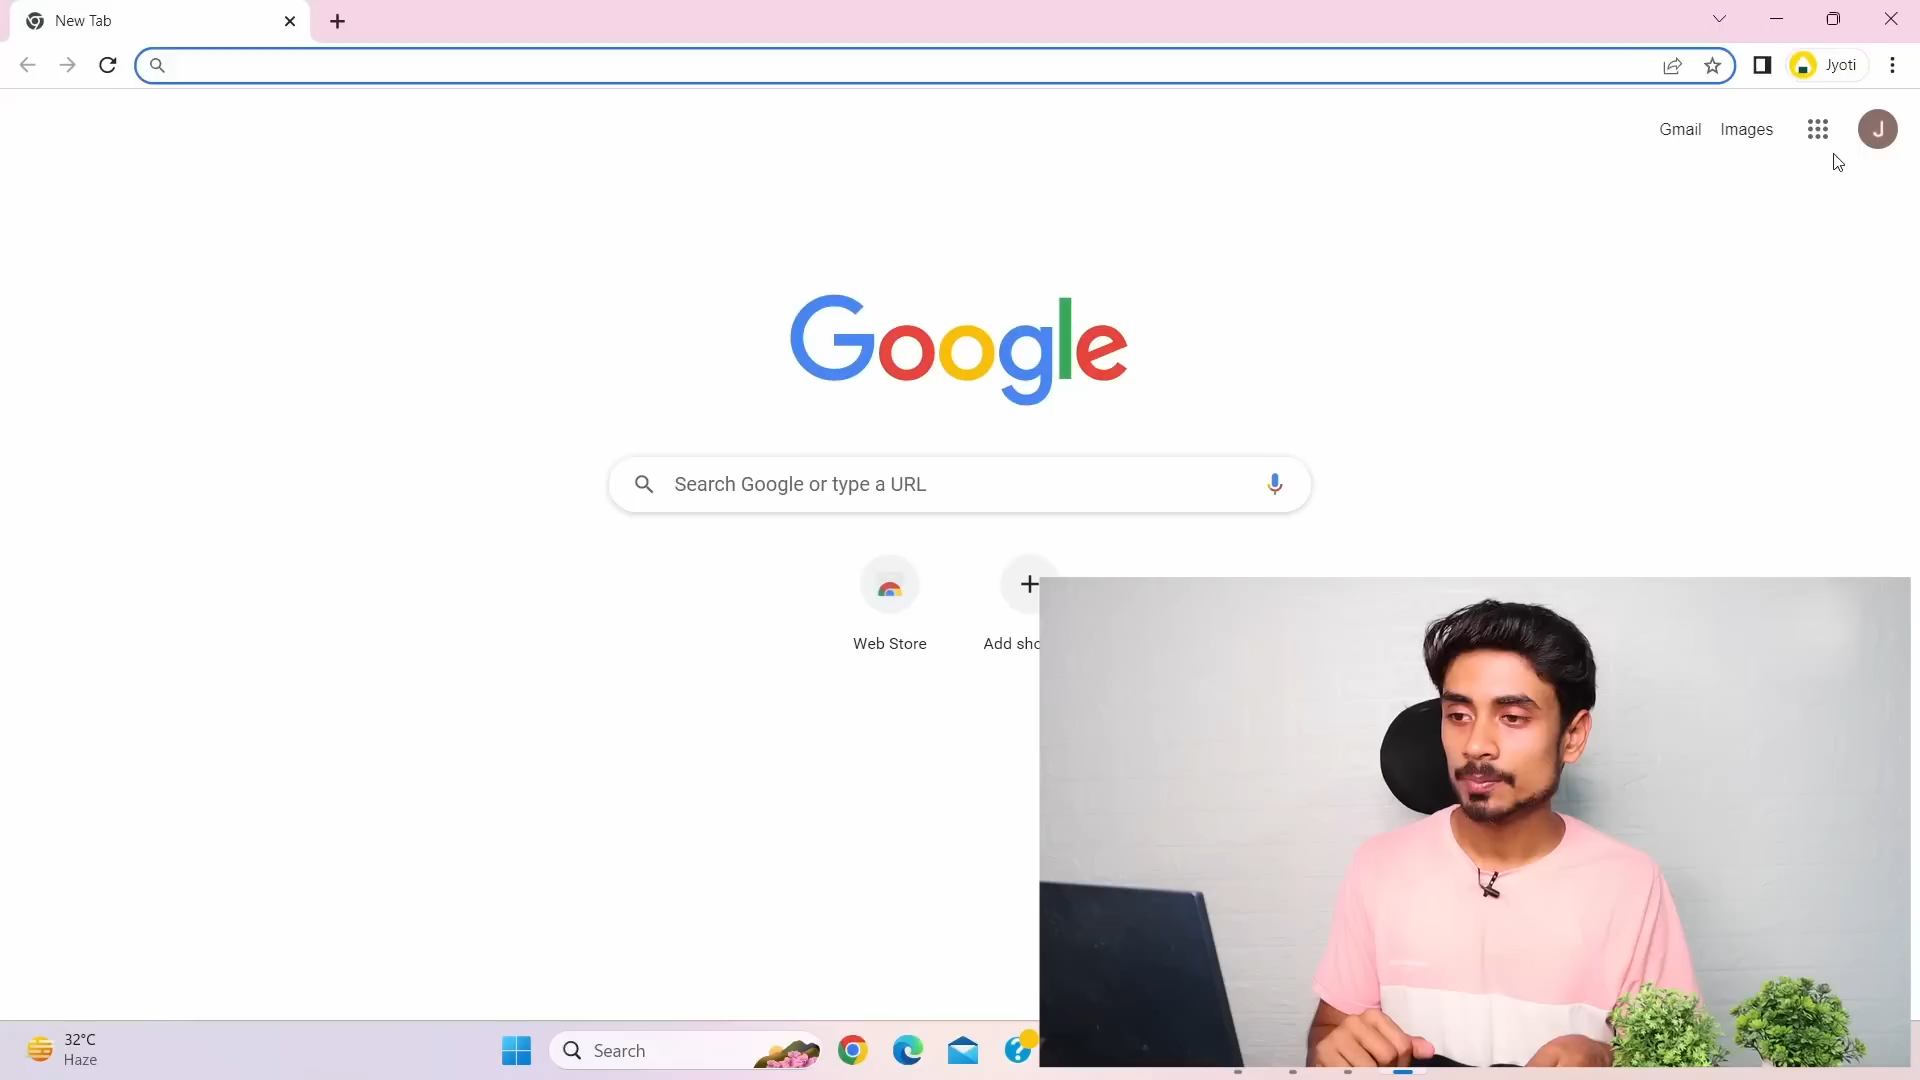 New Tab
Jyoti
Gmail Images
J
Google
Search Google or type a URL
Web Store
Add sho
32°C
Haze
Search